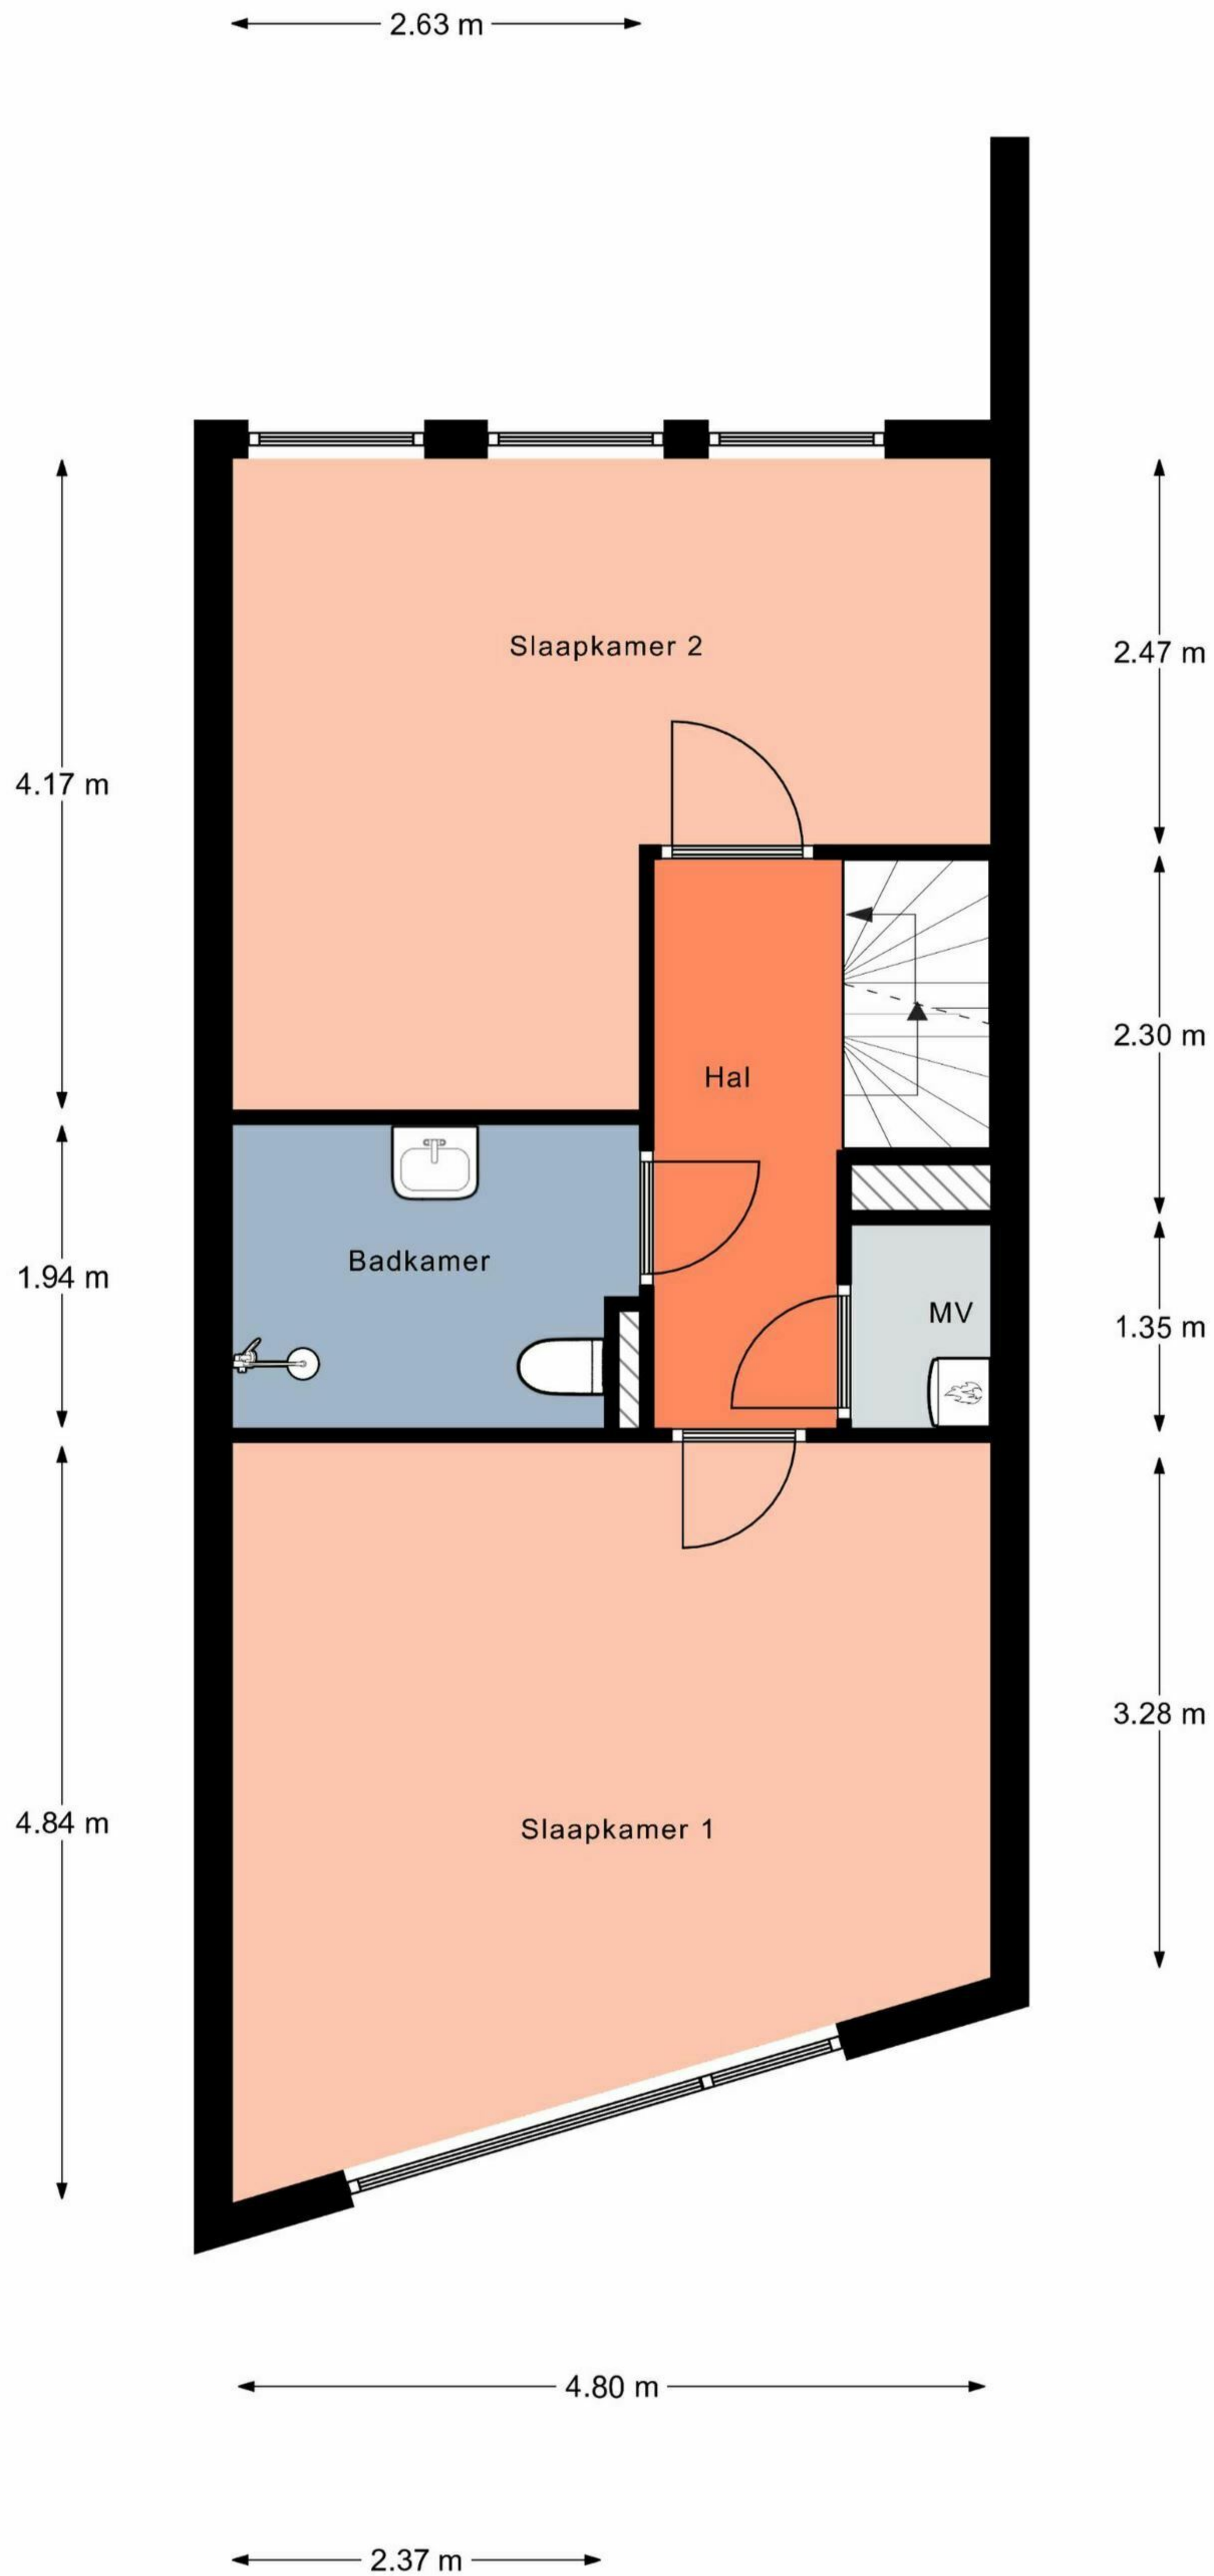 2.63 m
Slaapkamer 2
2.47 m
4.17 m
2.30 m
Hal
Badkamer
1.94 m
MV
1.35 m
3.28 m
4.84 m
Slaapkamer 1
4.80 m
2.37 m